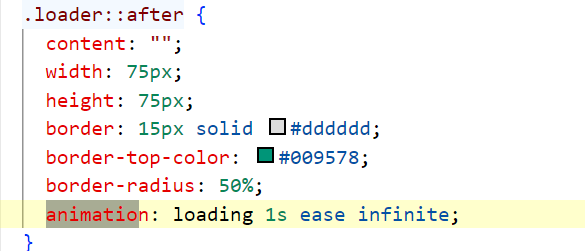 .loader::after {
content: "";
width: 75px;
height: 75px;
border: 15px solid #dddddd;
border-top-color: #009578;
border-radius: 50%;
animation: loading 1s ease infinite;
}